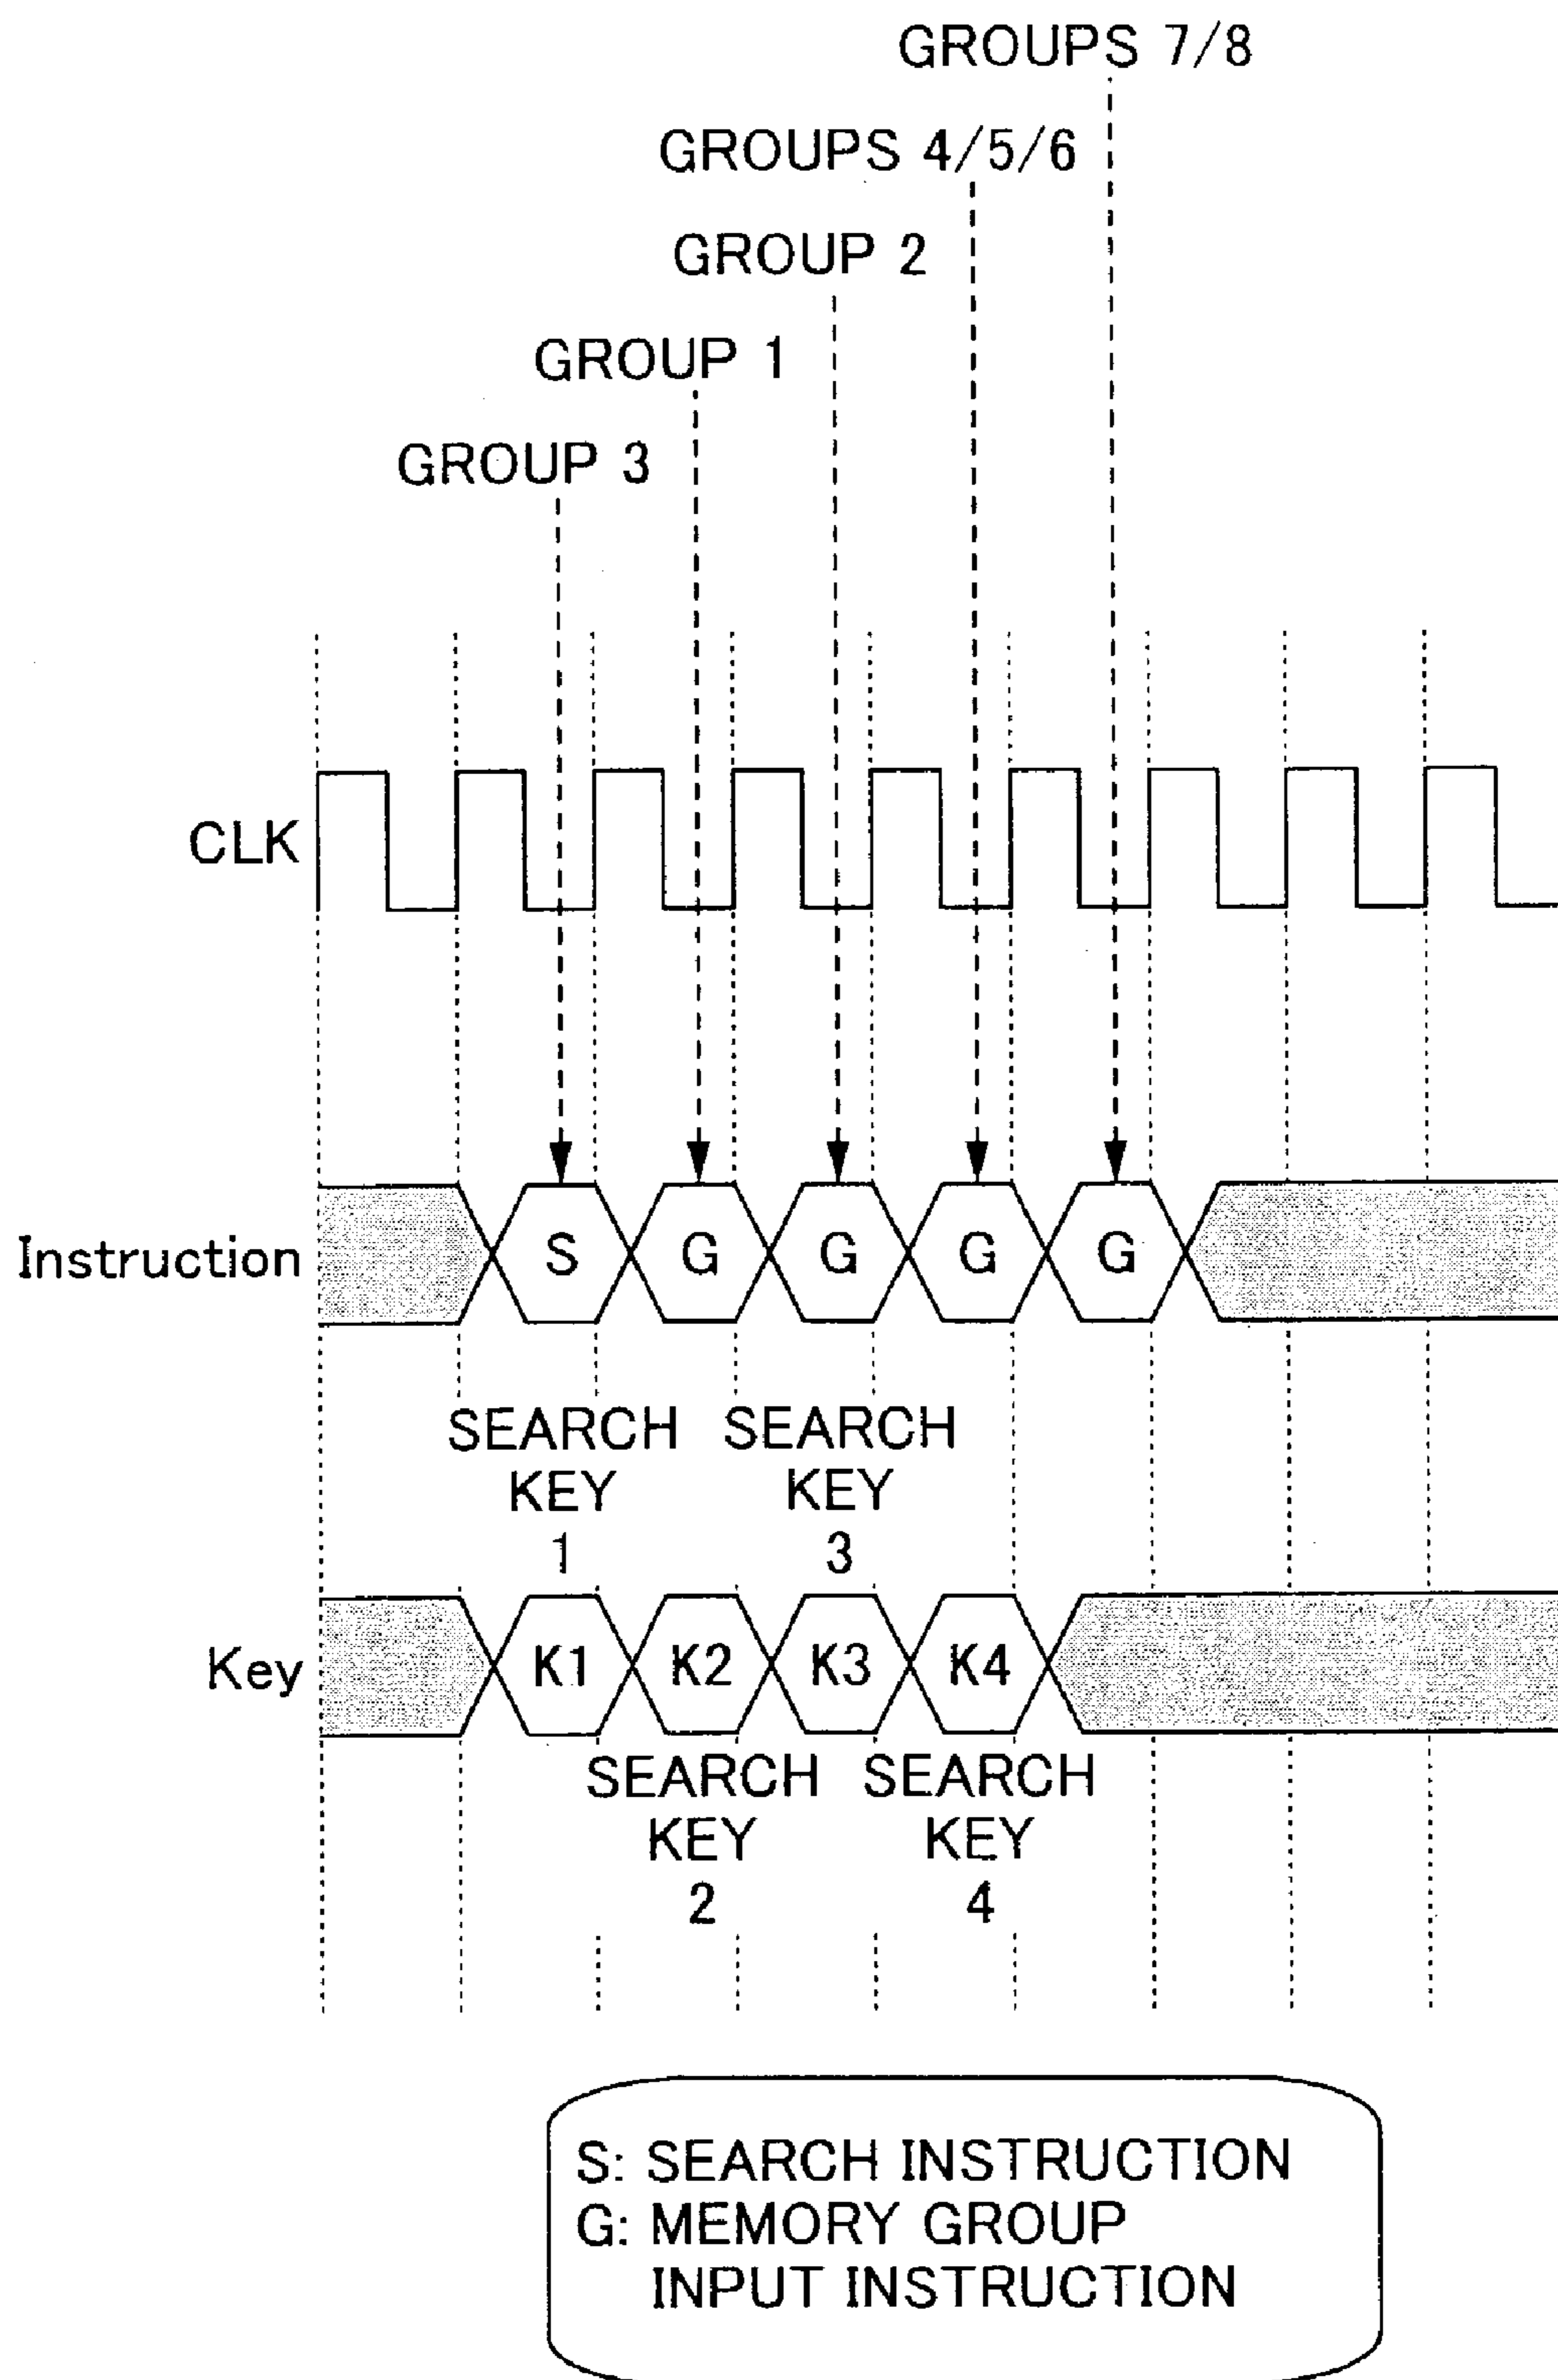 GROUPS 7/8
GROUPS 4/5/6
GROUP 2
GROUP 1
GROUP 3
CLK
Instruction
S
G
G
G
G
SEARCH KEY 1
SEARCH KEY 3
Key
K1
K2
K3
K4
SEARCH KEY 2
SEARCH KEY 4
S: SEARCH INSTRUCTION
G: MEMORY GROUP
INPUT INSTRUCTION